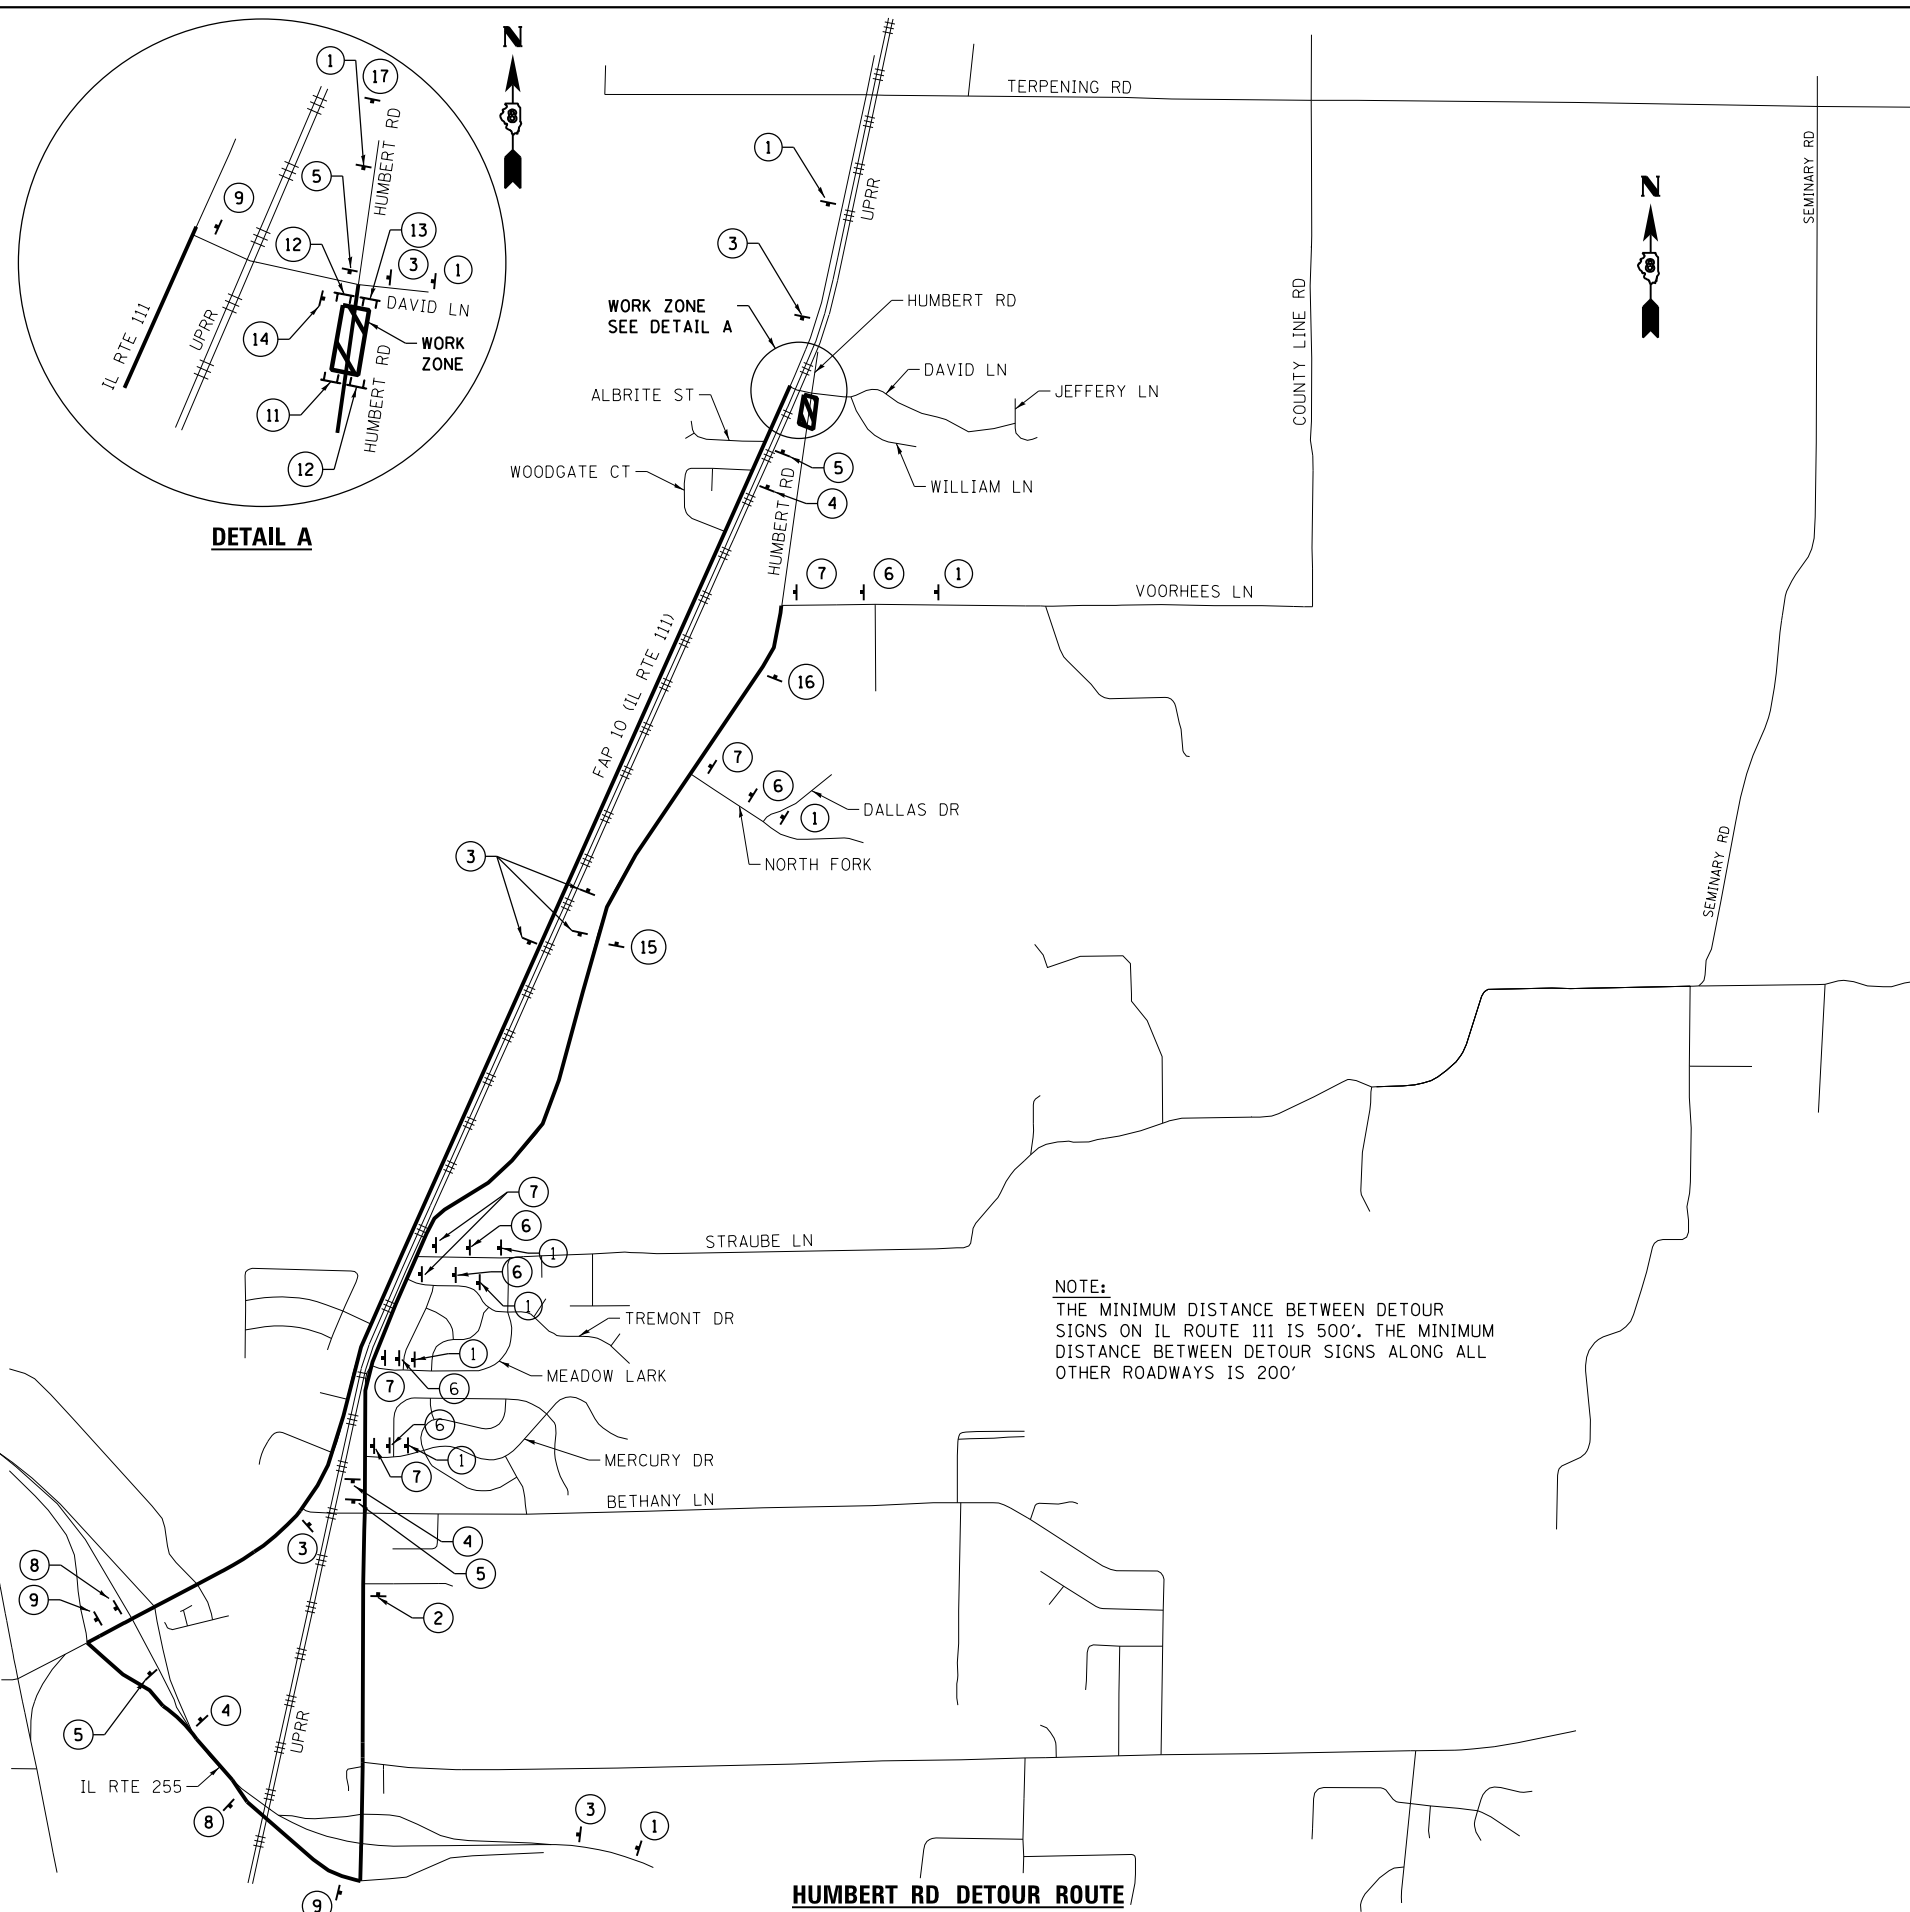 N
1
17
HUMBERT RD
5
9
12
13
3
1
DAVID LN
14
IL RTE 111
UPRR
WORK
ZONE
HUMBERT RD
11
12
DETAIL A
N
8
8
TERPENING RD
1
UPRR
3
SEMINARY RD
COUNTY LINE RD
WORK ZONE
SEE DETAIL A
HUMBERT RD
DAVID LN
JEFFERY LN
ALBRITE ST
WOODGATE CT
5
WILLIAM LN
4
HUMBERT RD
7
6
1
VOORHEES LN
FAP 10 (IL RTE 111)
16
7
6
1
DALLAS DR
NORTH FORK
3
15
SEMINARY RD
7
6
1
STRAUBE LN
6
1
TREMONT DR
1
MEADOW LARK
7
6
6
1
MERCURY DR
7
BETHANY LN
4
3
5
8
9
2
4
5
UPRR
IL RTE 255
8
3
1
9
NOTE:
THE MINIMUM DISTANCE BETWEEN DETOUR
SIGNS ON IL ROUTE 111 IS 500'. THE MINIMUM
DISTANCE BETWEEN DETOUR SIGNS ALONG ALL
OTHER ROADWAYS IS 200'
HUMBERT RD DETOUR ROUTE